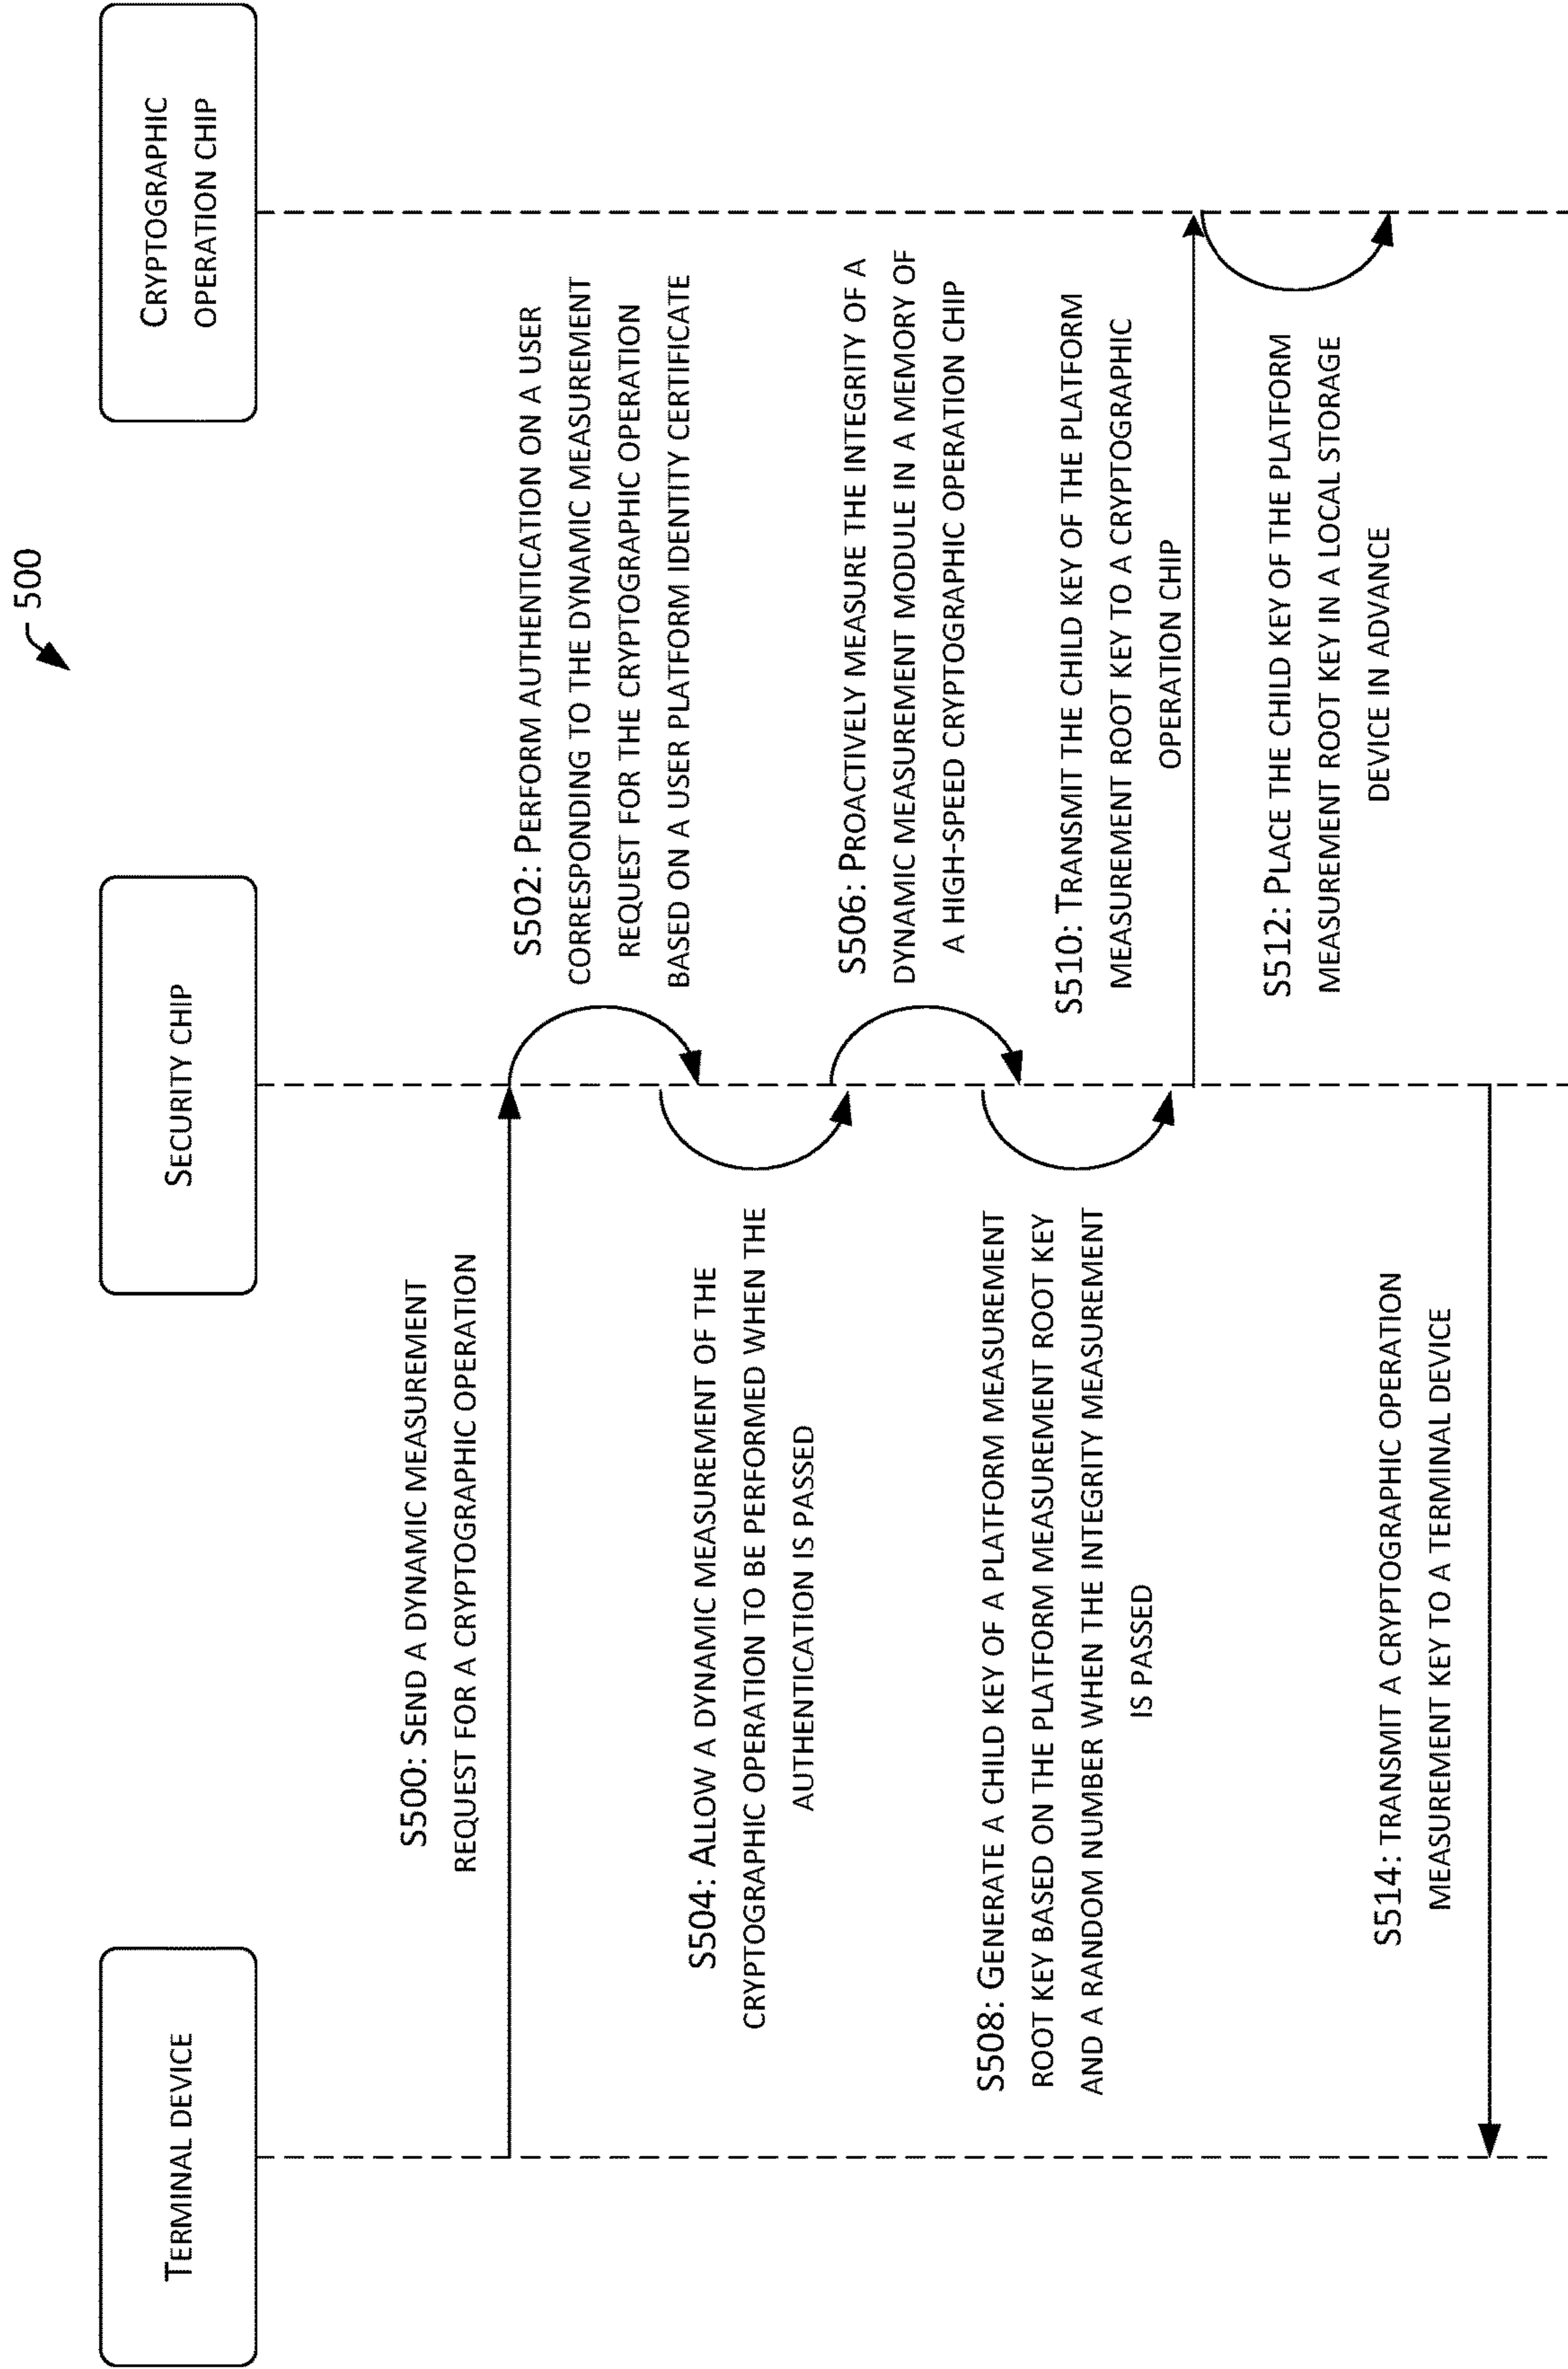 500
TERMINAL DEVICE
SECURITY CHIP
CRYPTOGRAPHIC
OPERATION CHIP
S500: SEND A DYNAMIC MEASUREMENT
REQUEST FOR A CRYPTOGRAPHIC OPERATION
S502: PERFORM AUTHENTICATION ON A USER
CORRESPONDING TO THE DYNAMIC MEASUREMENT
REQUEST FOR THE CRYPTOGRAPHIC OPERATION
BASED ON A USER PLATFORM IDENTITY CERTIFICATE
S504: ALLOW A DYNAMIC MEASUREMENT OF THE
CRYPTOGRAPHIC OPERATION TO BE PERFORMED WHEN THE
AUTHENTICATION IS PASSED
S506: PROACTIVELY MEASURE THE INTEGRITY OF A
DYNAMIC MEASUREMENT MODULE IN A MEMORY OF
A HIGH-SPEED CRYPTOGRAPHIC OPERATION CHIP
S508: GENERATE A CHILD KEY OF A PLATFORM MEASUREMENT
ROOT KEY BASED ON THE PLATFORM MEASUREMENT ROOT KEY
AND A RANDOM NUMBER WHEN THE INTEGRITY MEASUREMENT
IS PASSED
S510: TRANSMIT THE CHILD KEY OF THE PLATFORM
MEASUREMENT ROOT KEY TO A CRYPTOGRAPHIC
OPERATION CHIP
S512: PLACE THE CHILD KEY OF THE PLATFORM
MEASUREMENT ROOT KEY IN A LOCAL STORAGE
DEVICE IN ADVANCE
S514: TRANSMIT A CRYPTOGRAPHIC OPERATION
MEASUREMENT KEY TO A TERMINAL DEVICE